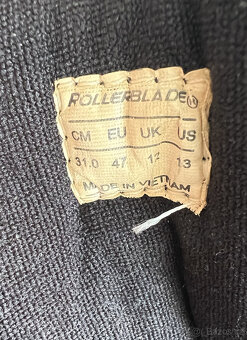 ROLLERBLADE®
CM EU UK US
31.0 47 12 13
MADE IN VIETNAM